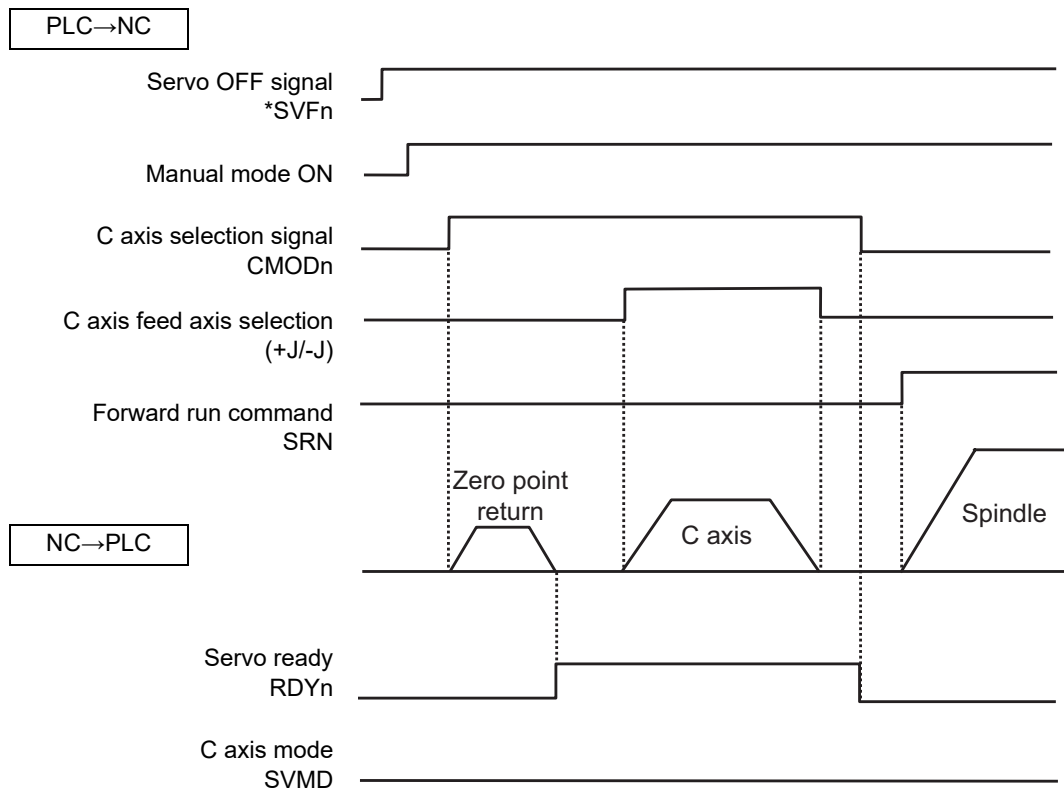 PLC→NC
Servo OFF signal
*SVFn
Manual mode ON
C axis selection signal
CMODn
C axis feed axis selection
(+J/-J)
Forward run command
SRN
Zero point
return
C axis
Spindle
NC→PLC
Servo ready
RDYn
C axis mode
SVMD